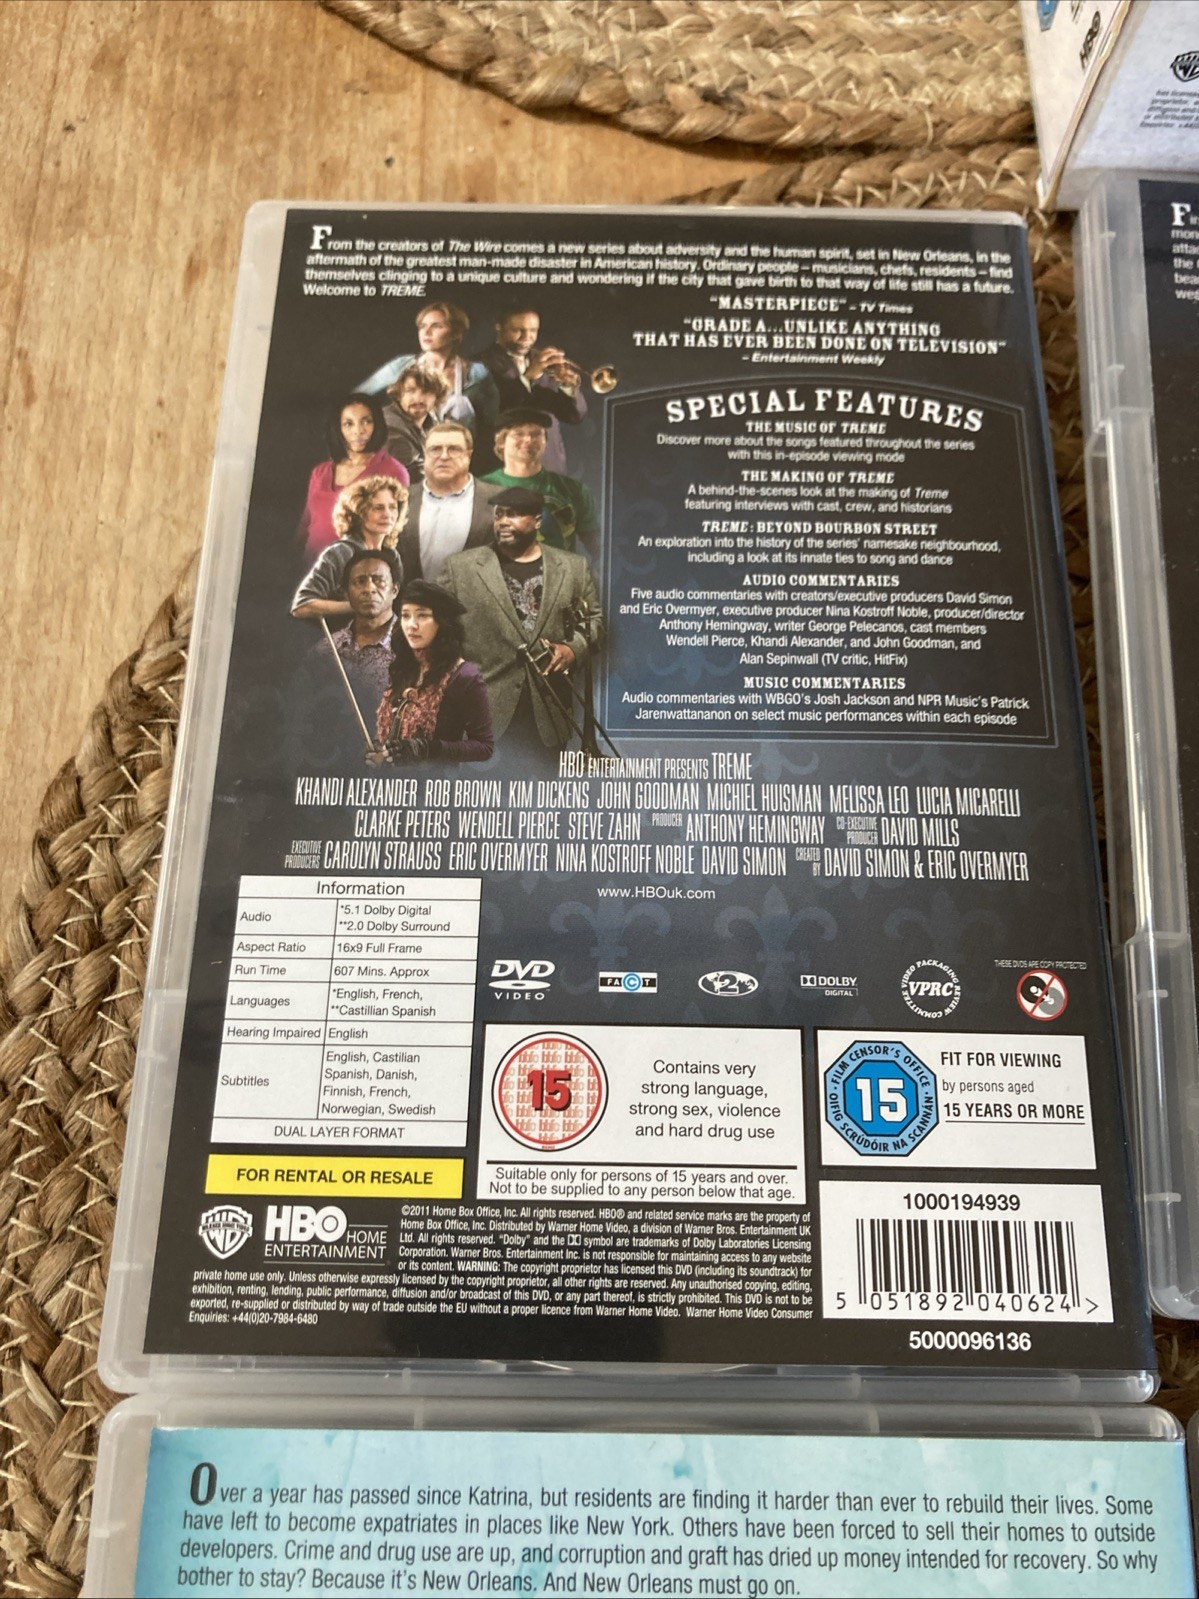 From the creators of The Wire comes a new series about adversity and the human spirit, set in New Orleans, in the
aftermath of the greatest man-made disaster in American history. Ordinary people – musicians, chefs, residents – find
themselves clinging to a unique culture and wondering if the city that gave birth to that way of life still has a future.
Welcome to TREME.
"MASTERPIECE" – TV Times
"GRADE A...UNLIKE ANYTHING
THAT HAS EVER BEEN DONE ON TELEVISION"
– Entertainment Weekly
SPECIAL FEATURES
THE MUSIC OF TREME
Discover more about the songs featured throughout the series
with this in-episode viewing mode
THE MAKING OF TREME
A behind-the-scenes look at the making of Treme
featuring interviews with cast, crew, and historians
TREME: BEYOND BOURBON STREET
An exploration into the history of the series' namesake neighbourhood,
including a look at its innate ties to song and dance
AUDIO COMMENTARIES
Five audio commentaries with creators/executive producers David Simon
and Eric Overmyer, executive producer Nina Kostroff Noble, producer/director
Anthony Hemingway, writer George Pelecanos, cast members
Wendell Pierce, Khandi Alexander, and John Goodman, and
Alan Sepinwall (TV critic, HitFix)
MUSIC COMMENTARIES
Audio commentaries with WBGO's Josh Jackson and NPR Music's Patrick
Jarenwattananon on select music performances within each episode
HBO ENTERTAINMENT PRESENTS TREME
KHANDI ALEXANDER ROB BROWN KIM DICKENS JOHN GOODMAN MICHIEL HUISMAN MELISSA LEO LUCIA MICARELLI
CLARKE PETERS WENDELL PIERCE STEVE ZAHN PRODUCER ANTHONY HEMINGWAY CO-EXECUTIVE PRODUCER DAVID MILLS
EXECUTIVE PRODUCERS CAROLYN STRAUSS ERIC OVERMYER NINA KOSTROFF NOBLE DAVID SIMON CREATED BY DAVID SIMON & ERIC OVERMYER
www.HBOuk.com
Information
Audio *5.1 Dolby Digital
**2.0 Dolby Surround
Aspect Ratio 16x9 Full Frame
Run Time 607 Mins. Approx
Languages *English, French,
**Castillian Spanish
Hearing Impaired English
Subtitles English, Castilian
Spanish, Danish,
Finnish, French,
Norwegian, Swedish
DUAL LAYER FORMAT
FOR RENTAL OR RESALE
DVD
VIDEO
FACT
2
DOLBY
DIGITAL
VIDEO PACKAGING REVIEW COMMITTEE
VPRC
THESE DVDS ARE COPY PROTECTED
bbfc
15
Contains very
strong language,
strong sex, violence
and hard drug use
Suitable only for persons of 15 years and over.
Not to be supplied to any person below that age.
FILM CENSOR'S OFFICE
OIFIG SCRÚDÓIR NA SCANNÁN
15
FIT FOR VIEWING
by persons aged
15 YEARS OR MORE
1000194939
5 051892 040624 >
5000096136
WB
HBO HOME
ENTERTAINMENT
©2011 Home Box Office, Inc. All rights reserved. HBO® and related service marks are the property of
Home Box Office, Inc. Distributed by Warner Home Video, a division of Warner Bros. Entertainment UK
Ltd. All rights reserved. "Dolby" and the DD symbol are trademarks of Dolby Laboratories Licensing
Corporation. Warner Bros. Entertainment Inc. is not responsible for maintaining access to any website
or its content. WARNING: The copyright proprietor has licensed this DVD (including its soundtrack) for
private home use only. Unless otherwise expressly licensed by the copyright proprietor, all other rights are reserved. Any unauthorised copying, editing,
exhibition, renting, lending, public performance, diffusion and/or broadcast of this DVD, or any part thereof, is strictly prohibited. This DVD is not to be
exported, re-supplied or distributed by way of trade outside the EU without a proper licence from Warner Home Video. Warner Home Video Consumer
Enquiries: +44(0)20-7984-6480
Over a year has passed since Katrina, but residents are finding it harder than ever to rebuild their lives. Some
have left to become expatriates in places like New York. Others have been forced to sell their homes to outside
developers. Crime and drug use are up, and corruption and graft has dried up money intended for recovery. So why
bother to stay? Because it's New Orleans. And New Orleans must go on.
HBO